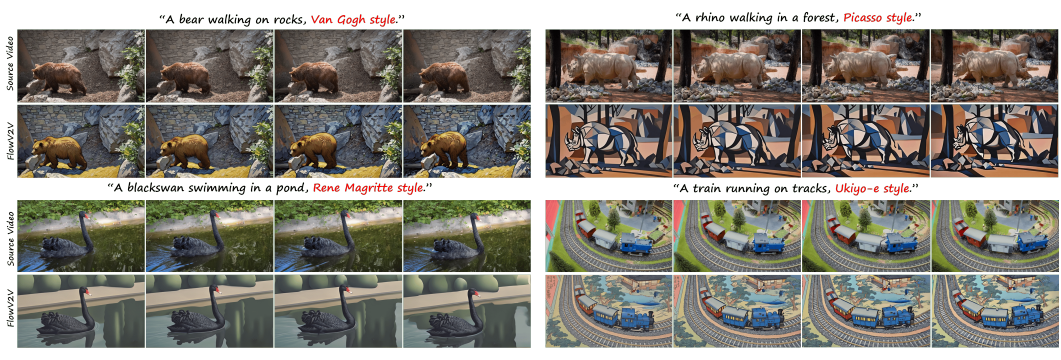 “A bear walking on rocks, Van Gogh style.”
Source Video
FlowV2V
“A rhino walking in a forest, Picasso style.”
“A blackswan swimming in a pond, Rene Magritte style.”
Source Video
FlowV2V
“A train running on tracks, Ukiyo-e style.”